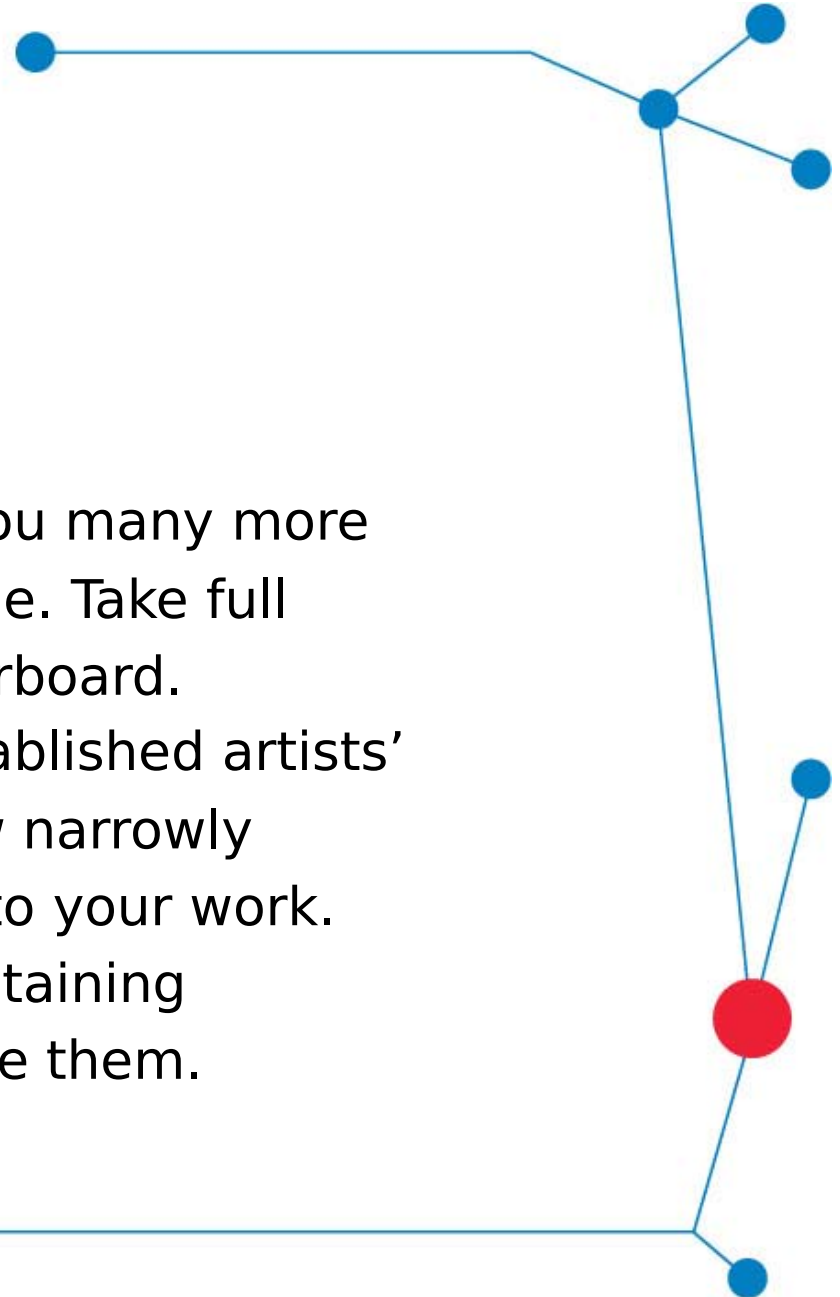 ou many more
e. Take full
rboard.
ablished artists’
narrowly
to your work.
taining
e them.